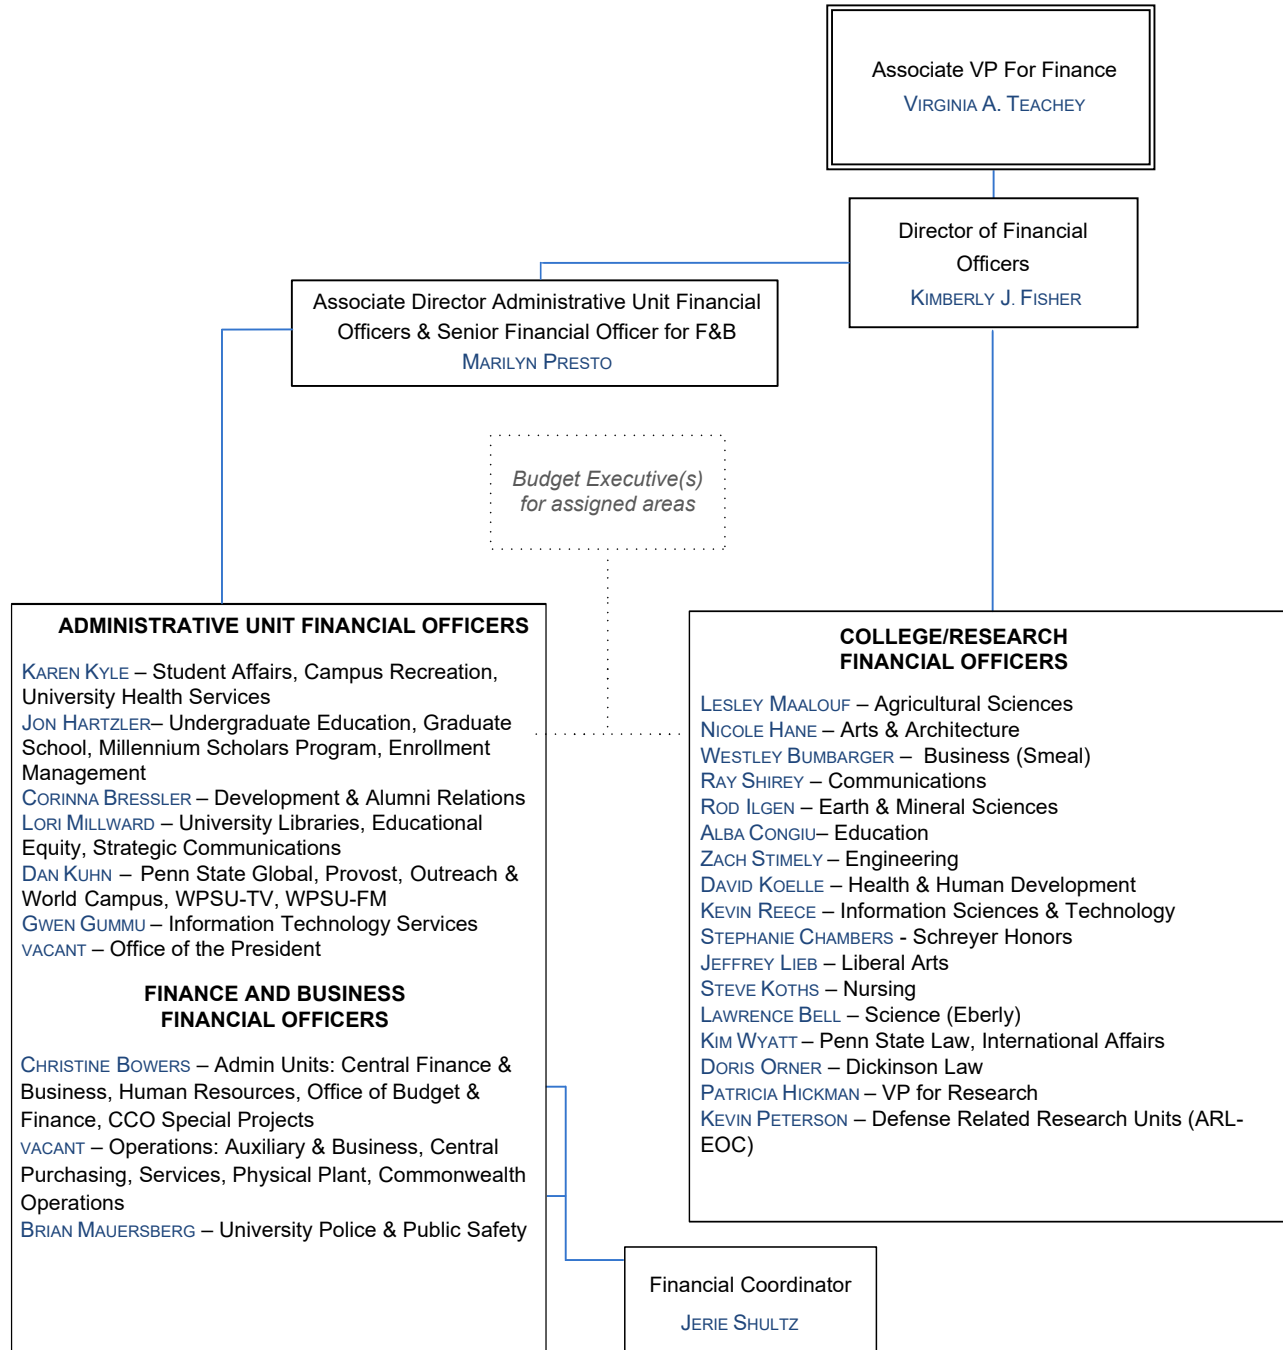 Associate VP For Finance
VIRGINIA A. TEACHEY
Director of Financial
Officers
KIMBERLY J. FISHER
Associate Director Administrative Unit Financial
Officers & Senior Financial Officer for F&B
MARILYN PRESTO
Budget Executive(s)
for assigned areas
ADMINISTRATIVE UNIT FINANCIAL OFFICERS
KAREN KYLE – Student Affairs, Campus Recreation,
University Health Services
JON HARTZLER– Undergraduate Education, Graduate
School, Millennium Scholars Program, Enrollment
Management
CORINNA BRESSLER – Development & Alumni Relations
LORI MILLWARD – University Libraries, Educational
Equity, Strategic Communications
DAN KUHN – Penn State Global, Provost, Outreach &
World Campus, WPSU-TV, WPSU-FM
GWEN GUMMU – Information Technology Services
VACANT – Office of the President
FINANCE AND BUSINESS
FINANCIAL OFFICERS
CHRISTINE BOWERS – Admin Units: Central Finance &
Business, Human Resources, Office of Budget &
Finance, CCO Special Projects
VACANT – Operations: Auxiliary & Business, Central
Purchasing, Services, Physical Plant, Commonwealth
Operations
BRIAN MAUERSBERG – University Police & Public Safety
COLLEGE/RESEARCH
FINANCIAL OFFICERS
LESLEY MAALOUF – Agricultural Sciences
NICOLE HANE – Arts & Architecture
WESTLEY BUMBARGER – Business (Smeal)
RAY SHIREY – Communications
ROD ILGEN – Earth & Mineral Sciences
ALBA CONGIU– Education
ZACH STIMELY – Engineering
DAVID KOELLE – Health & Human Development
KEVIN REECE – Information Sciences & Technology
STEPHANIE CHAMBERS - Schreyer Honors
JEFFREY LIEB – Liberal Arts
STEVE KOTHS – Nursing
LAWRENCE BELL – Science (Eberly)
KIM WYATT – Penn State Law, International Affairs
DORIS ORNER – Dickinson Law
PATRICIA HICKMAN – VP for Research
KEVIN PETERSON – Defense Related Research Units (ARL-
EOC)
Financial Coordinator
JERIE SHULTZ